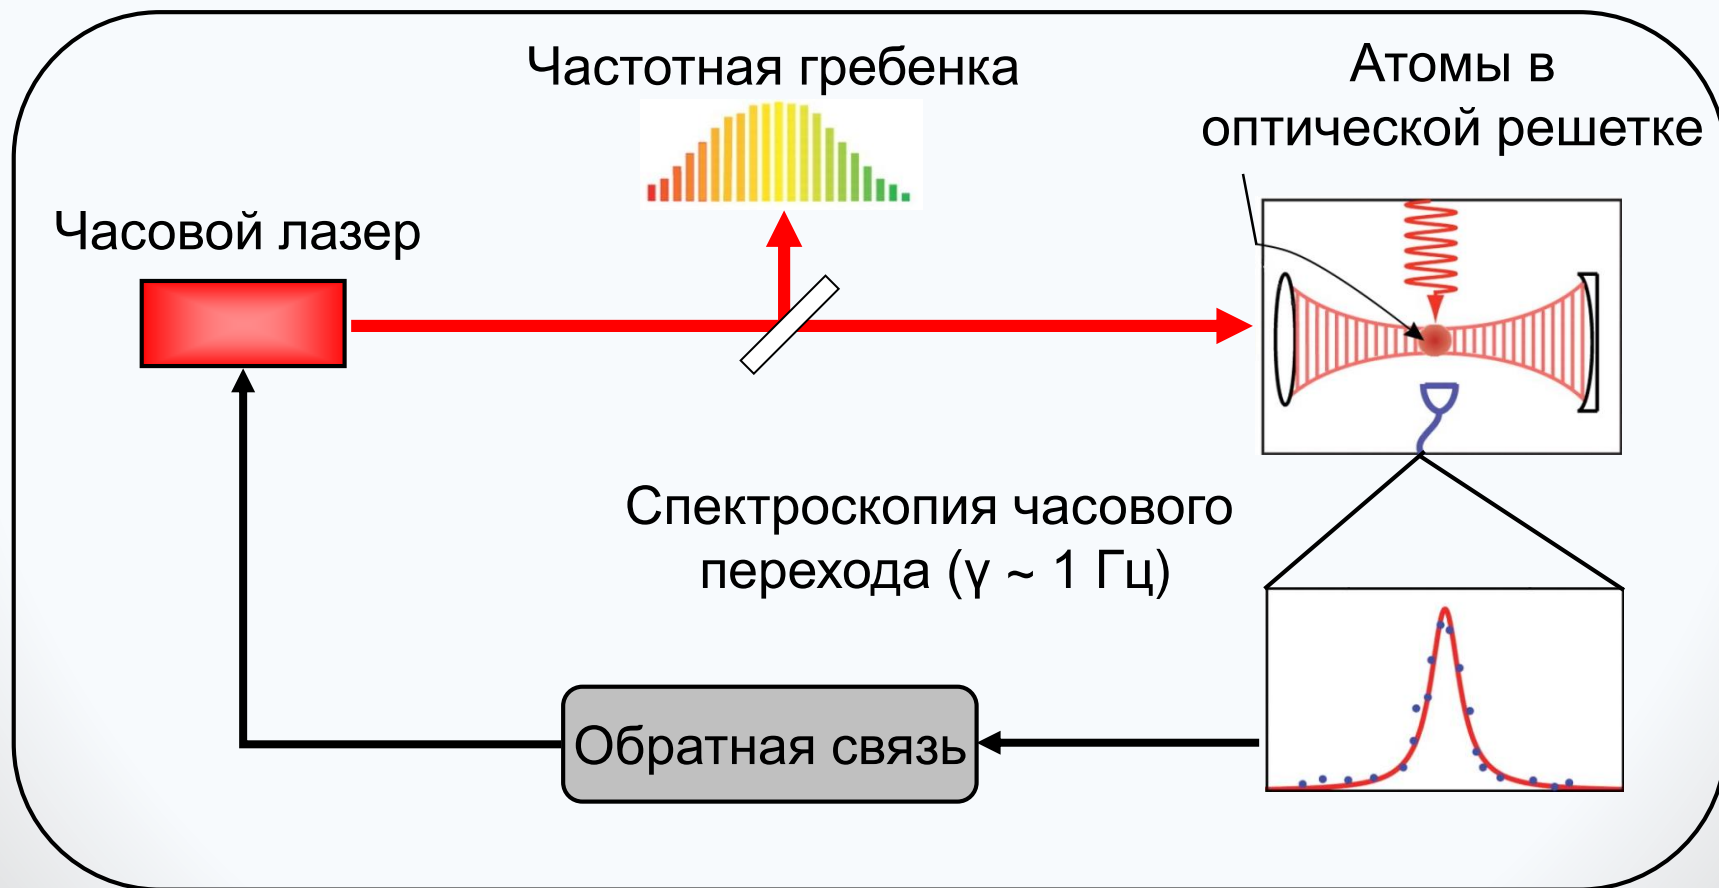 Частотная гребенка
Атомы в
оптической решетке
Часовой лазер
Спектроскопия часового
перехода (γ ~ 1 Гц)
Обратная связь